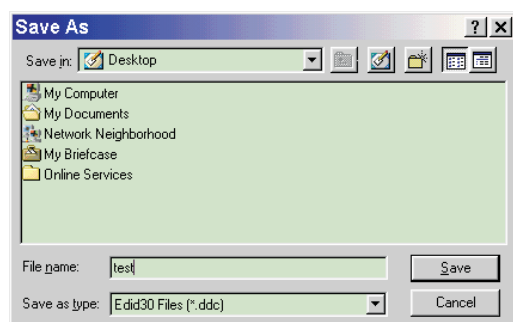 Save As
Save in: Desktop
My Computer
My Documents
Network Neighborhood
My Briefcase
Online Services
File name: test Save
Save as type: Edid30 Files (*.ddc) Cancel